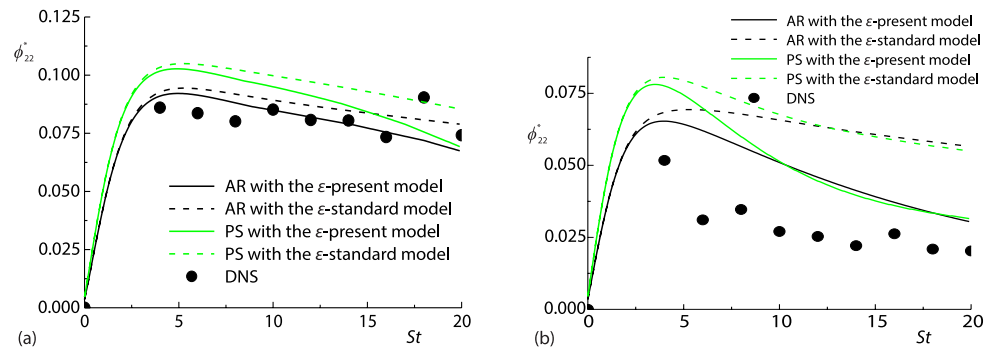 0.125
ϕ*22
0.100
0.075
0.050
0.025
0.000
AR with the ε-present model
AR with the ε-standard model
PS with the ε-present model
PS with the ε-standard model
DNS
0 5 10 15 20
(a) St
(b)
AR with the ε-present model
AR with the ε-standard model
PS with the ε-present model
PS with the ε-standard model
DNS
0.100
0.075
ϕ*22
0.050
0.025
0.000
0 5 10 15 20
(b) St